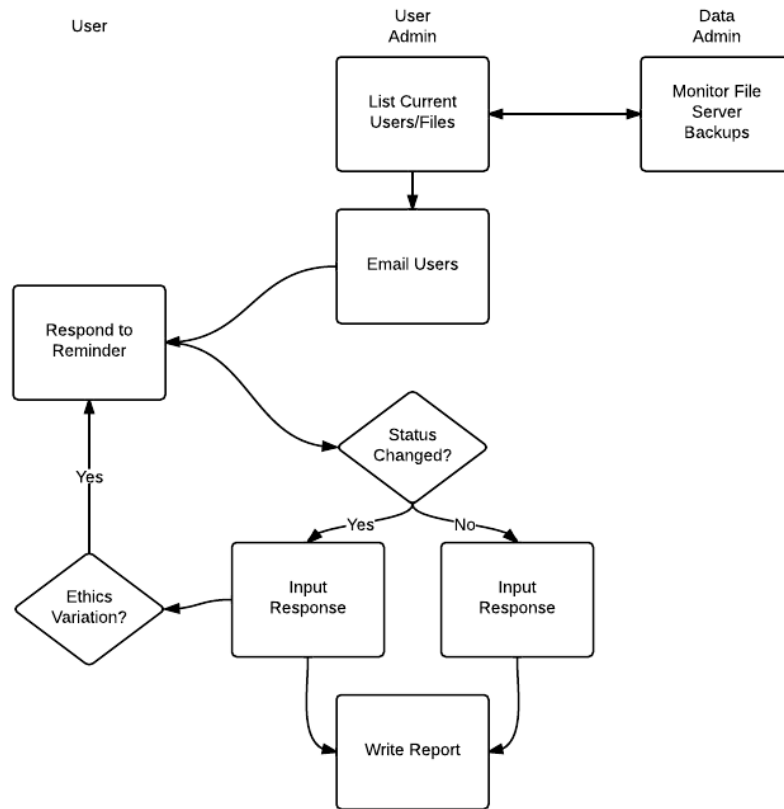 User
User
Admin
Data
Admin
List Current
Users/Files
Monitor File
Server
Backups
Email Users
Respond to
Reminder
Status
Changed?
Yes
Yes
No
Ethics
Variation?
Input
Response
Input
Response
Write Report